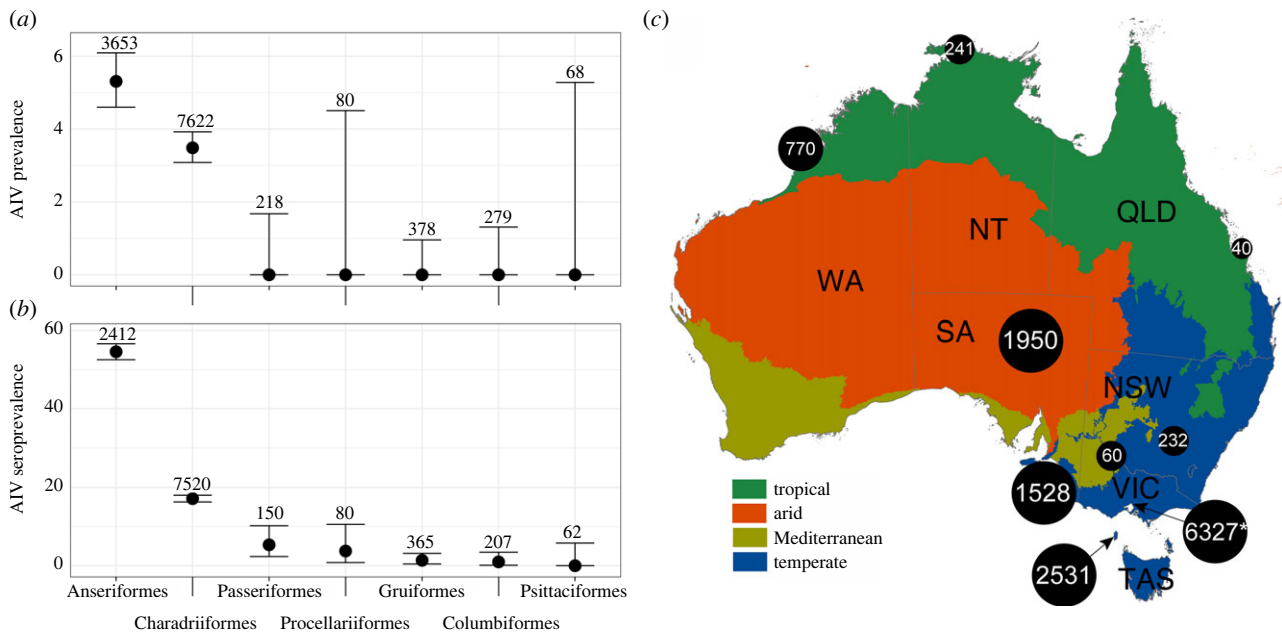 (a)
3653
7622
218
80
378
279
68
6
4
2
0
AIV prevalence
(b)
2412
7520
150
80
365
207
62
60
40
20
0
AIV seroprevalence
Anseriformes
Passeriformes
Gruiformes
Psittaciformes
Charadriiformes
Procellariiformes
Columbiformes
(c)
241
770
QLD
NT
40
WA
SA
1950
NSW
232
60
1528
VIC
6327*
2531
TAS
tropical
arid
Mediterranean
temperate